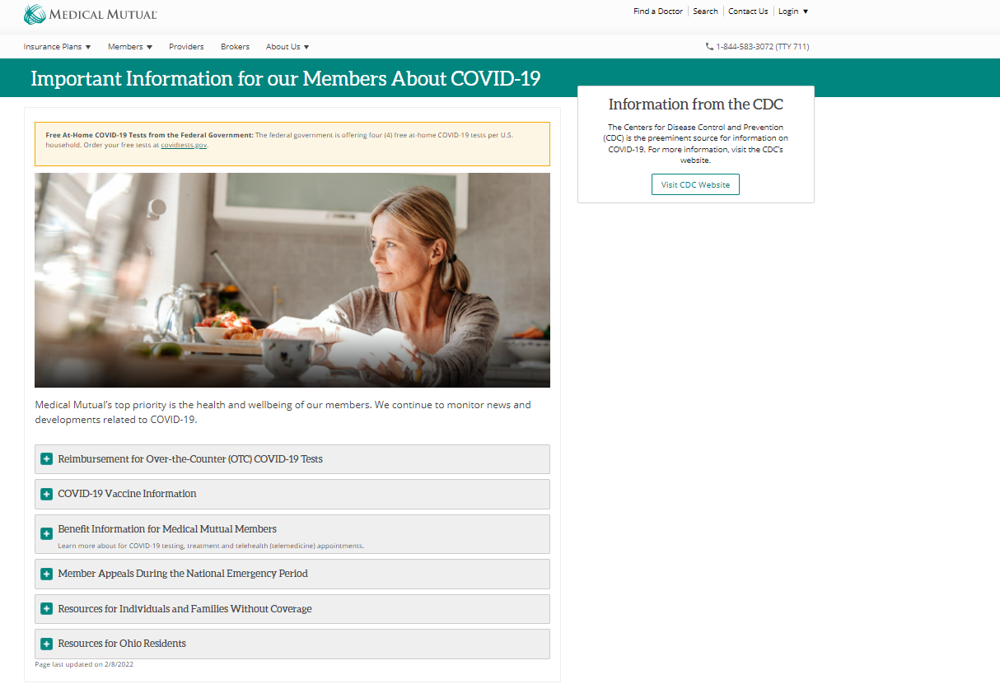 MEDICAL MUTUAL®
Find a Doctor
Search
Contact Us
Login
Insurance Plans
Members
Providers
Brokers
About Us
1-844-583-3072 (TTY 711)
Important Information for our Members About COVID-19
Free At-Home COVID-19 Tests from the Federal Government: The federal government is offering four (4) free at-home COVID-19 tests per U.S.
household. Order your free tests at covidtests.gov.
Medical Mutual's top priority is the health and wellbeing of our members. We continue to monitor news and
developments related to COVID-19.
Reimbursement for Over-the-Counter (OTC) COVID-19 Tests
COVID-19 Vaccine Information
Benefit Information for Medical Mutual Members
Learn more about for COVID-19 testing, treatment and telehealth (telemedicine) appointments.
Member Appeals During the National Emergency Period
Resources for Individuals and Families Without Coverage
Resources for Ohio Residents
Page last updated on 2/8/2022
Information from the CDC
The Centers for Disease Control and Prevention
(CDC) is the preeminent source for information on
COVID-19. For more information, visit the CDC's
website.
Visit CDC Website